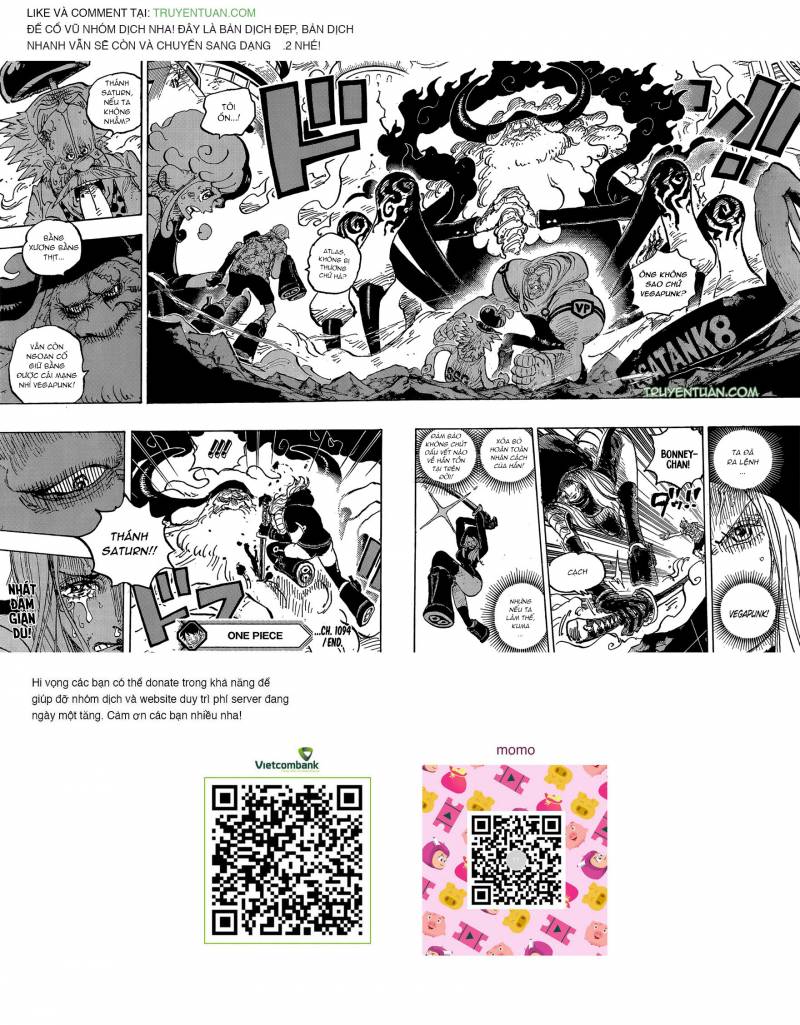 LIKE VÀ COMMENT TẠI: TRUYENTUAN.COM
ĐỂ CỔ VŨ NHÓM DỊCH NHA! ĐÂY LÀ BẢN DỊCH ĐẸP, BẢN DỊCH
NHANH VẪN SẼ CÒN VÀ CHUYỂN SANG DẠNG .2 NHÉ!
THÁNH
SATURN,
NẾU TA
KHÔNG
NHẦM?
TÔI
ỔN...!
ATLAS,
KHÔNG BỊ
THƯƠNG
CHỨ HẢ?
ÔNG KHÔNG
SAO CHỨ
VEGAPUNK?
VP
BẰNG
XƯƠNG BẰNG
THỊT...
VẪN CÒN
NGOAN CỐ
GIỮ BẰNG
ĐƯỢC CÁI MẠNG
NHỈ VEGAPUNK!
TRUYENTUAN.COM
TA ĐÃ
RA LỆNH
...
VEGAPUNK!
BONNEY-
CHAN!
CẠCH
XÓA BỎ
HOÀN TOÀN
NHÂN CÁCH
CỦA HẮN!
ĐẢM BẢO
KHÔNG CHÚT
DẤU VẾT NÀO
VỀ HẮN TỒN
TẠI TRÊN
ĐỜI!
NHƯNG
NẾU TA
LÀM THẾ,
KUMA
...
!!!
THÁNH
SATURN!!
NHÁT
ĐÂM
GIẬN
DỮ!
ONE PIECE
...CH. 1094
/ END.
Hi vọng các bạn có thể donate trong khả năng để
giúp đỡ nhóm dịch và website duy trì phí server đang
ngày một tăng. Cảm ơn các bạn nhiều nha!
Vietcombank
momo